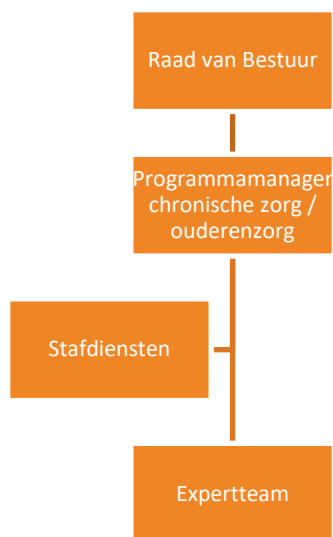 Raad van Bestuur
Programmamanager
chronische zorg /
ouderenzorg
Stafdiensten
Expertteam